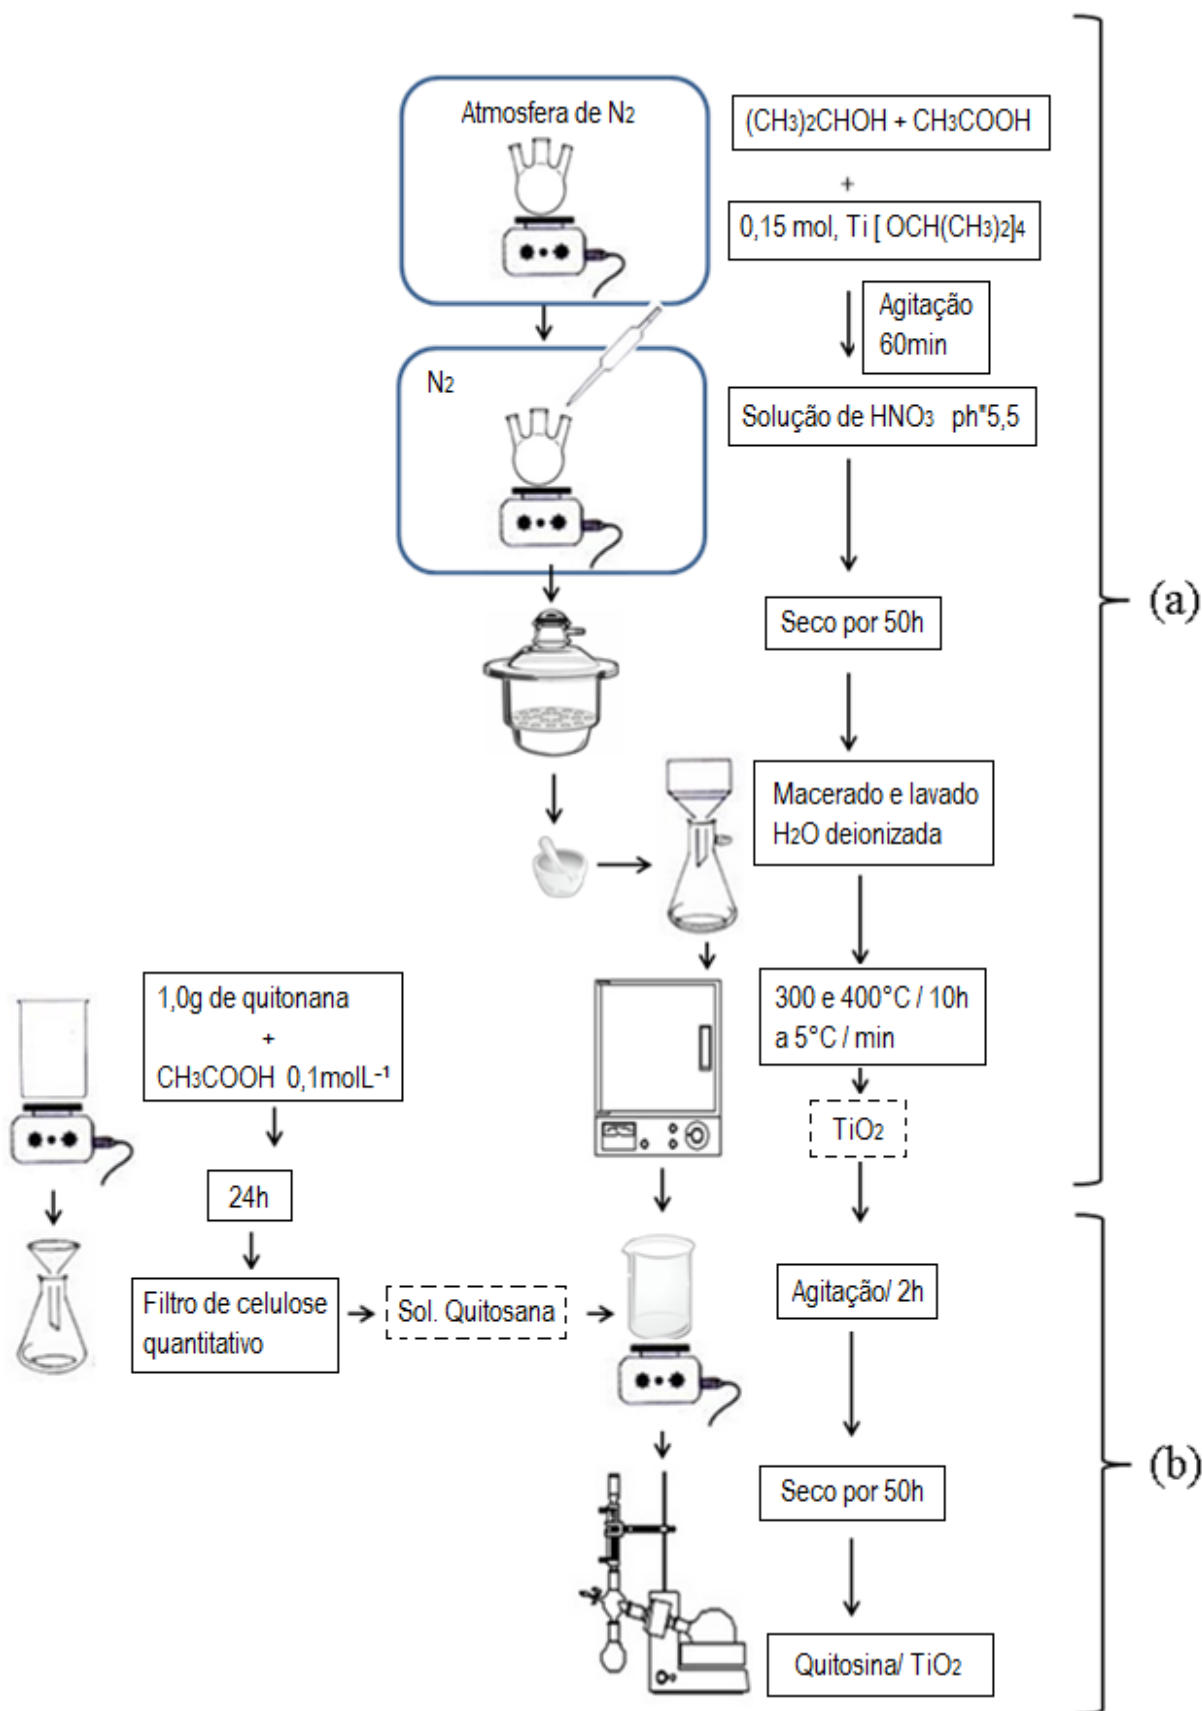 Atmosfera de N2
(CH3)2CHOH + CH3COOH
+
0,15 mol, Ti [ OCH(CH3)2]4
Agitação
60min
N2
Solução de HNO3 ph"5,5
(a)
Seco por 50h
Macerado e lavado
H2O deionizada
300 e 400°C / 10h
a 5°C / min
TiO2
1,0g de quitonana
+
CH3COOH 0,1molL⁻¹
24h
Filtro de celulose
quantitativo
Sol. Quitosana
Agitação/ 2h
(b)
Seco por 50h
Quitosina/ TiO2